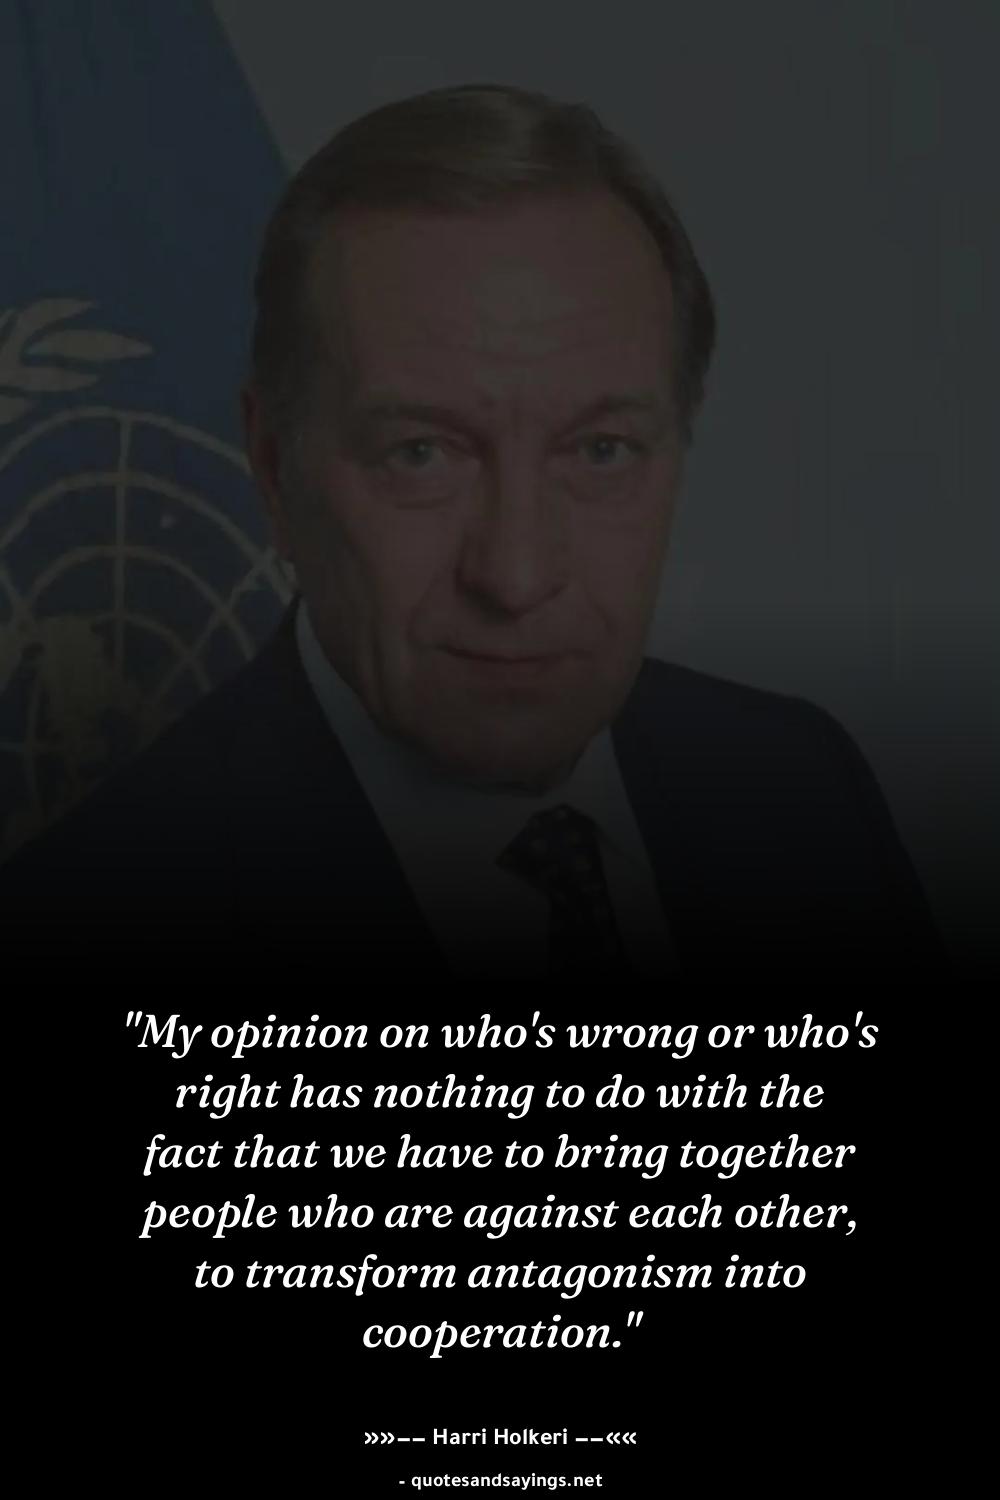 "My opinion on who's wrong or who's
right has nothing to do with the
fact that we have to bring together
people who are against each other,
to transform antagonism into
cooperation."
»»−− Harri Holkeri −−««
- quotesandsayings.net